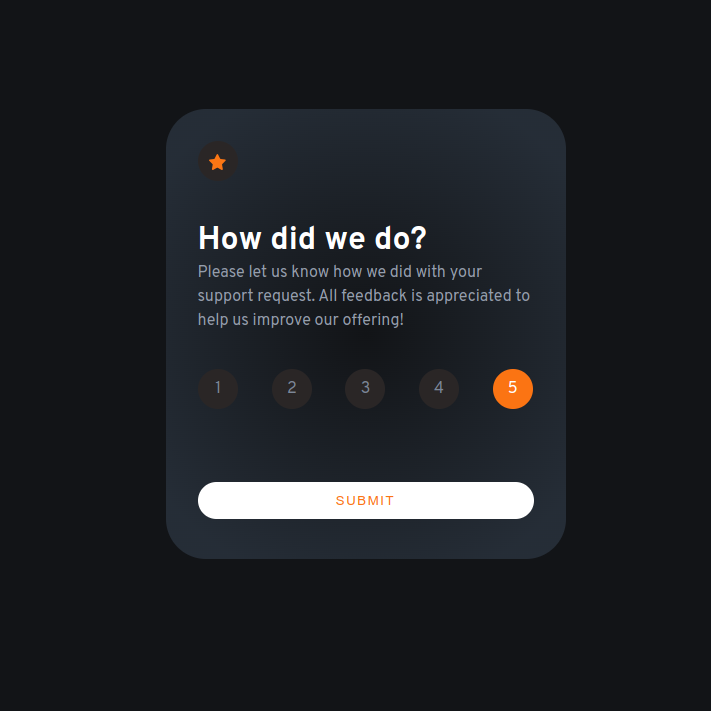 How did we do?
Please let us know how we did with your
support request. All feedback is appreciated to
help us improve our offering!
1 2 3 4 5
SUBMIT